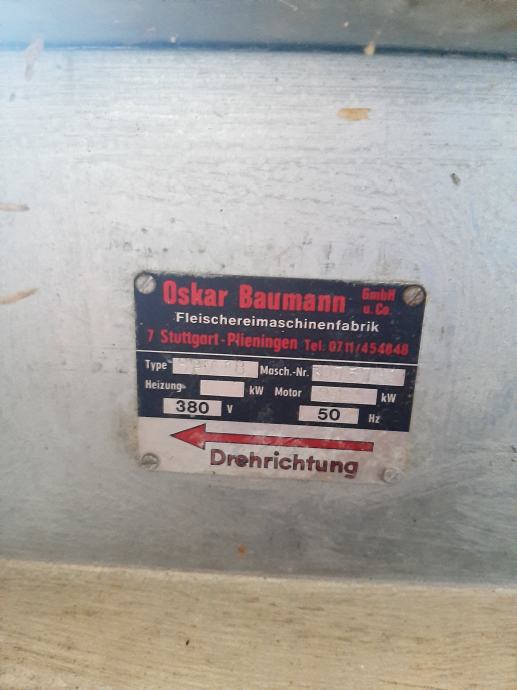 Oskar Baumann GmbH u. Co.
Fleischereimaschinenfabrik
7 Stuttgart-Plieningen Tel. 0711/454848
Type Masch.-Nr.
Heizung kW Motor kW
380 V 50 Hz
Drehrichtung